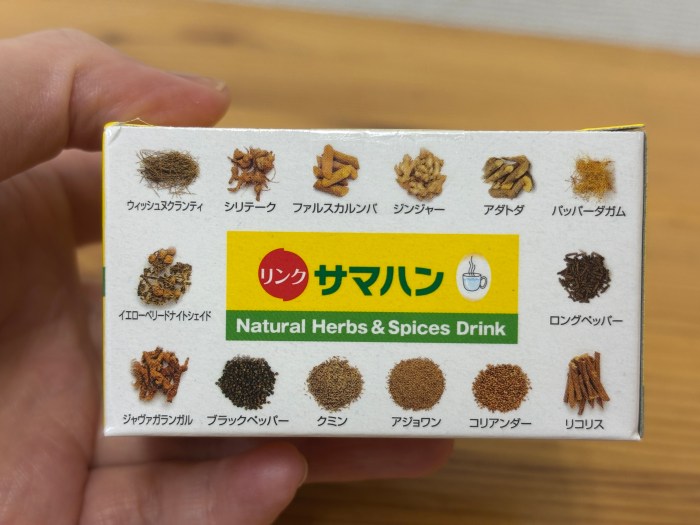 ウィッシュヌクランティ
シリテーク
ファルスカルンバ
ジンジャー
アダトダ
パッパーダガム
リンク サマハン
Natural Herbs & Spices Drink
イエローベリードナイトシェイド
ロングペッパー
ジャヴァガランガル
ブラックペッパー
クミン
アジョワン
コリアンダー
リコリス